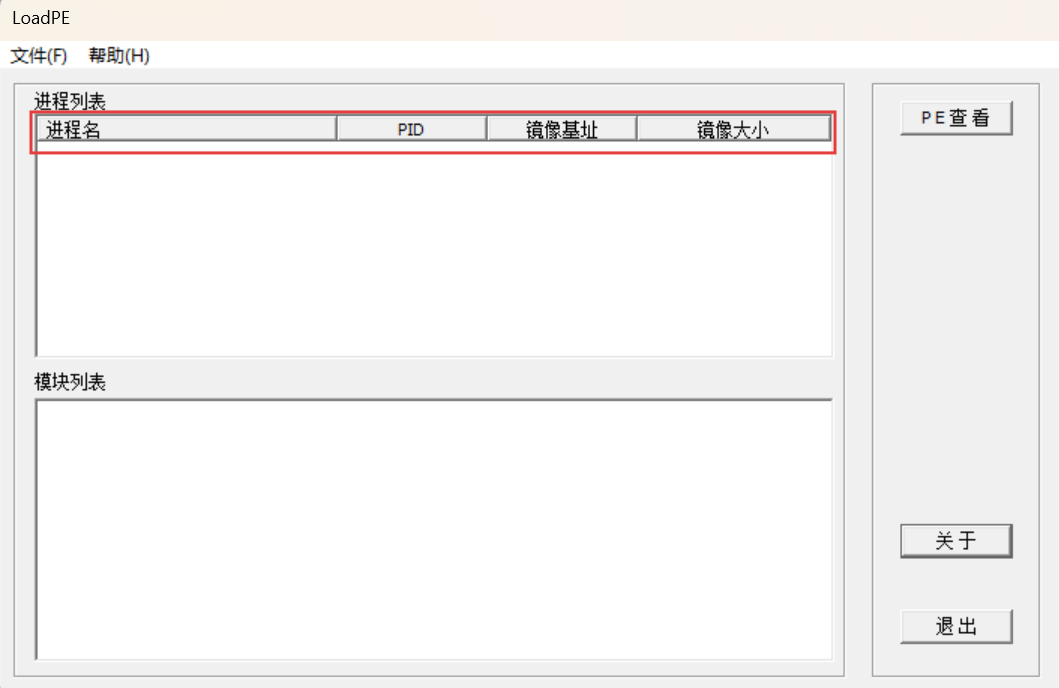 LoadPE
文件(F) 帮助(H)
进程列表
进程名 PID 镜像基址 镜像大小
PE查看
模块列表
关于
退出